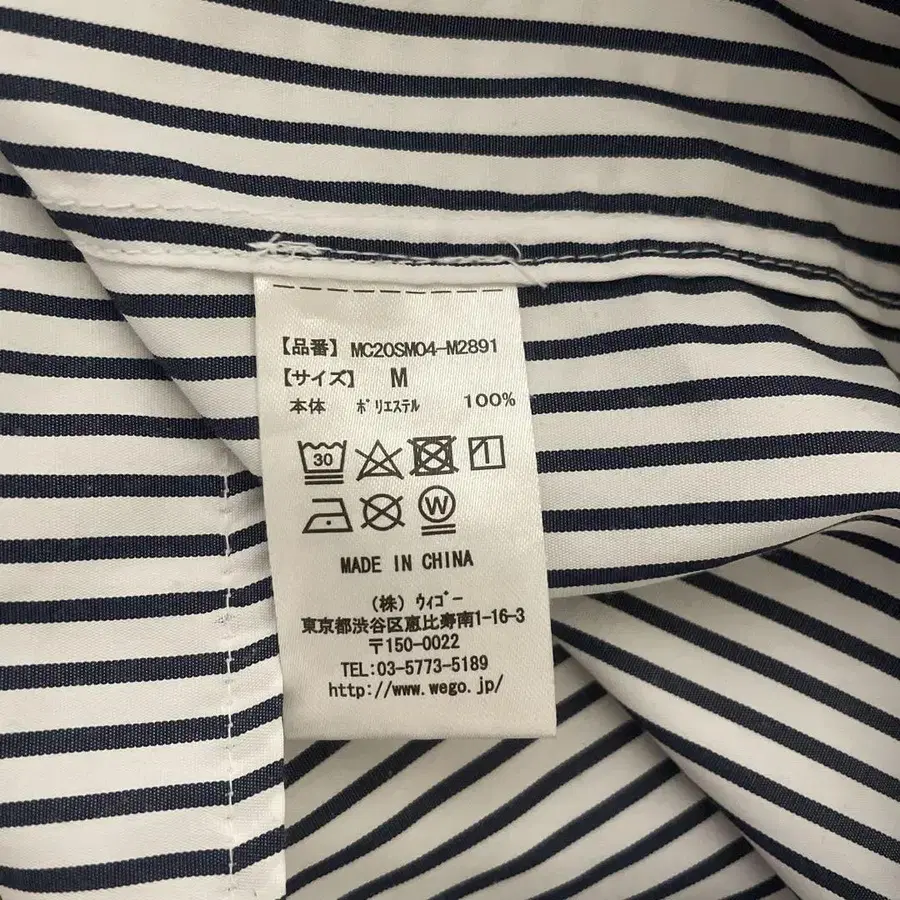 【品番】 MC20SM04-M2891
【サイズ】 M
本体 ポリエステル 100%
30
W
MADE IN CHINA
(株) ウィゴー
東京都渋谷区恵比寿南1-16-3
〒150-0022
TEL:03-5773-5189
http://www.wego.jp/